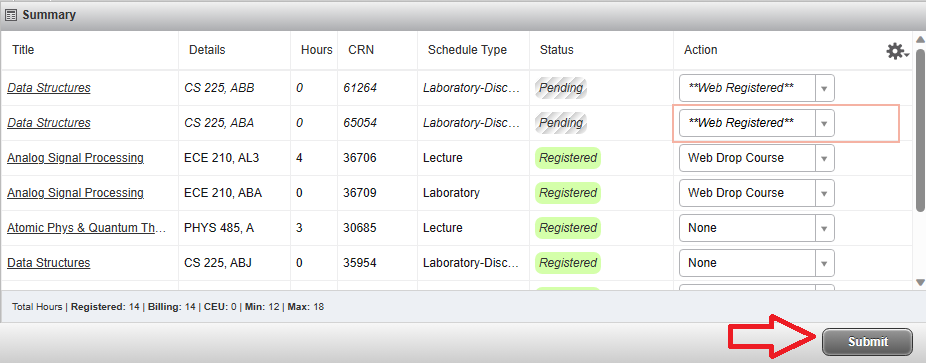 Summary
Title Details Hours CRN Schedule Type Status Action
Data Structures CS 225, ABB 0 61264 Laboratory-Disc... Pending **Web Registered**
Data Structures CS 225, ABA 0 65054 Laboratory-Disc... Pending **Web Registered**
Analog Signal Processing ECE 210, AL3 4 36706 Lecture Registered Web Drop Course
Analog Signal Processing ECE 210, ABA 0 36709 Laboratory Registered Web Drop Course
Atomic Phys & Quantum Th... PHYS 485, A 3 30685 Lecture Registered None
Data Structures CS 225, ABJ 0 35954 Laboratory-Disc... Registered None
Total Hours | Registered: 14 | Billing: 14 | CEU: 0 | Min: 12 | Max: 18
Submit